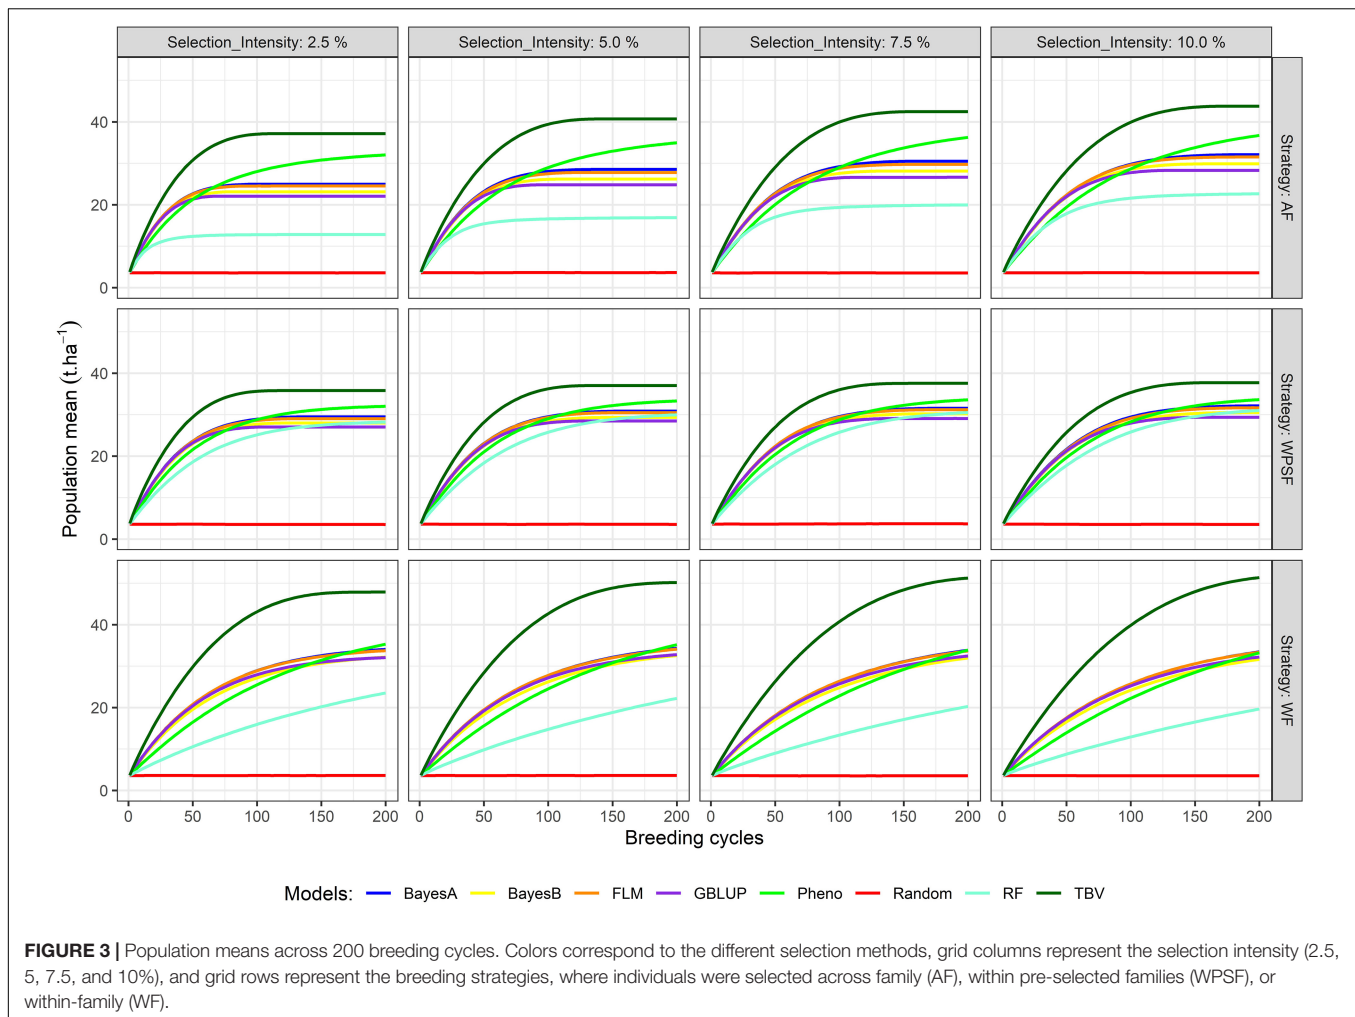 Selection_Intensity: 2.5 %
Selection_Intensity: 5.0 %
Selection_Intensity: 7.5 %
Selection_Intensity: 10.0 %
40
20
0
Strategy: AF
40
20
0
Strategy: WPSF
40
20
0
Strategy: WF
Population mean (t.ha⁻¹)
0 50 100 150 200 0 50 100 150 200 0 50 100 150 200 0 50 100 150 200
Breeding cycles
Models: BayesA BayesB FLM GBLUP Pheno Random RF TBV
FIGURE 3 | Population means across 200 breeding cycles. Colors correspond to the different selection methods, grid columns represent the selection intensity (2.5,
5, 7.5, and 10%), and grid rows represent the breeding strategies, where individuals were selected across family (AF), within pre-selected families (WPSF), or
within-family (WF).